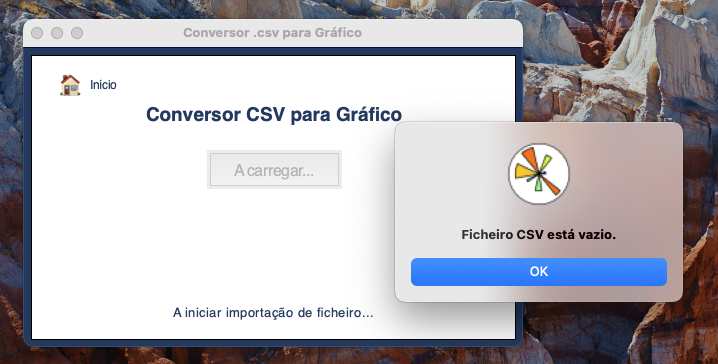 Conversor .csv para Gráfico
Início
Conversor CSV para Gráfico
A carregar...
Ficheiro CSV está vazio.
OK
A iniciar importação de ficheiro...